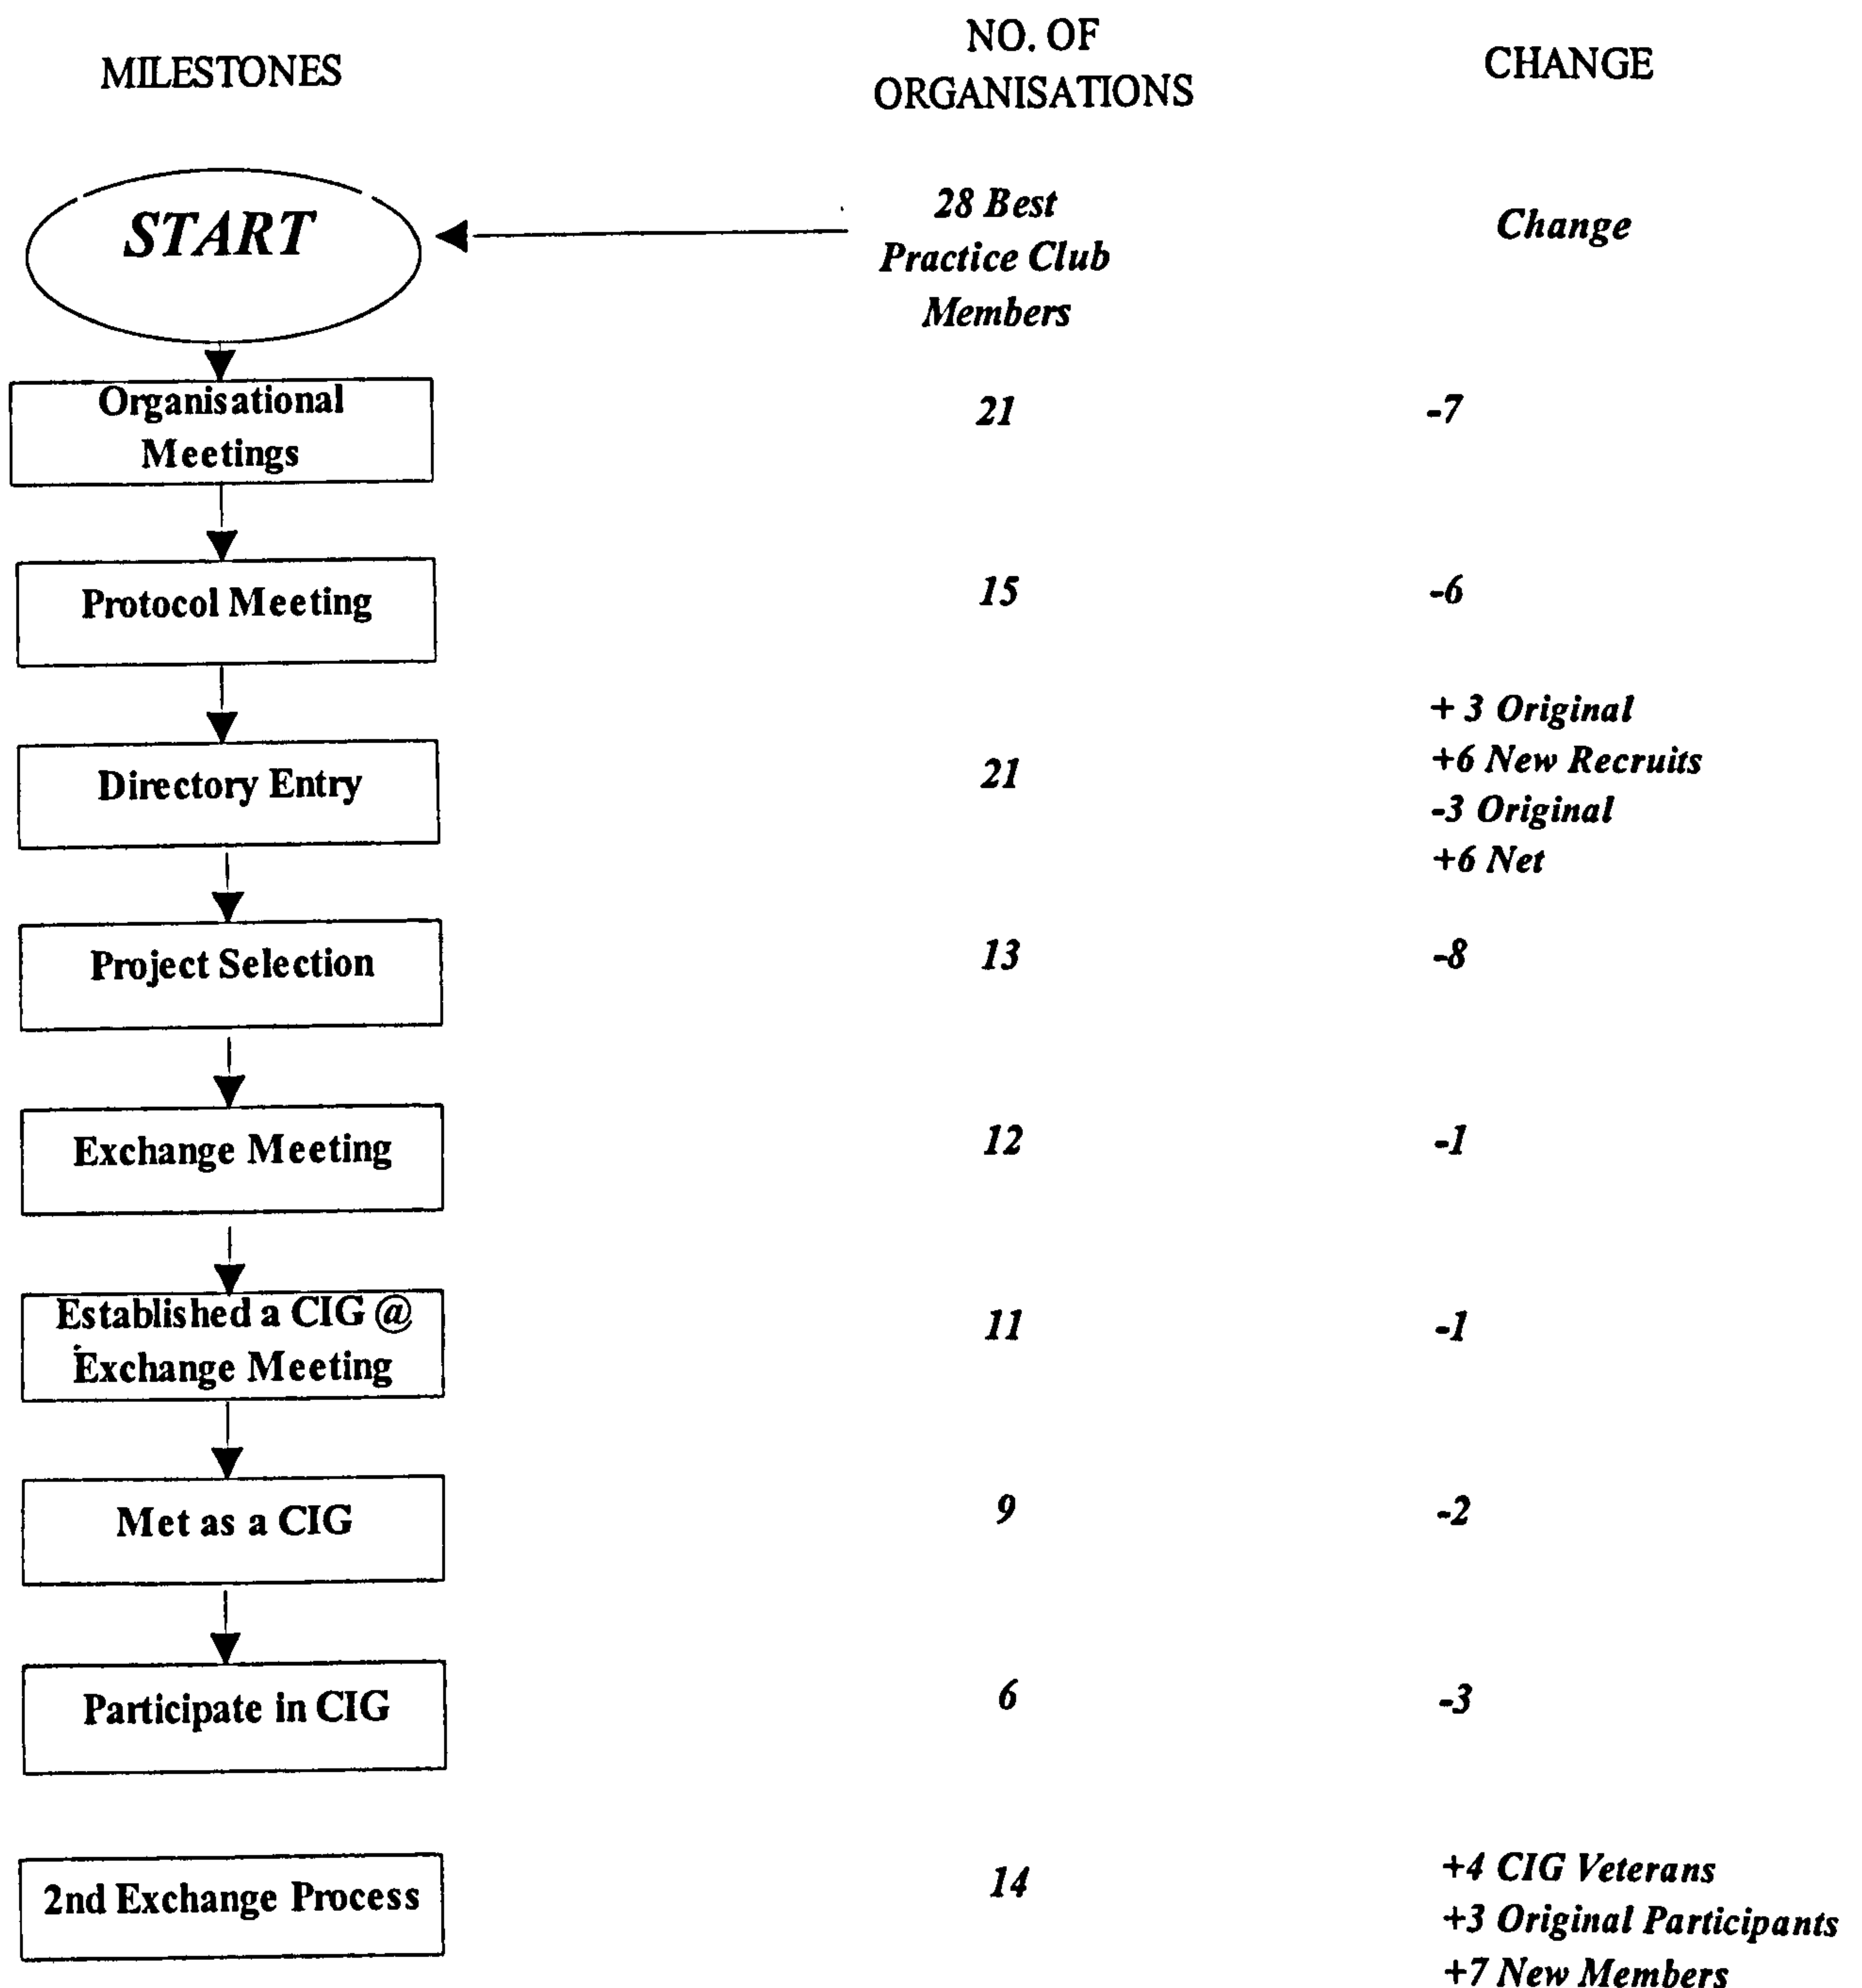 MILESTONES
NO. OF
ORGANISATIONS
CHANGE
START
28 Best
Practice Club
Members
Change
Organisational
Meetings
21
-7
Protocol Meeting
15
-6
Directory Entry
21
+ 3 Original
+6 New Recruits
-3 Original
+6 Net
Project Selection
13
-8
Exchange Meeting
12
-1
Established a CIG @
Exchange Meeting
11
-1
Met as a CIG
9
-2
Participate in CIG
6
-3
2nd Exchange Process
14
+4 CIG Veterans
+3 Original Participants
+7 New Members